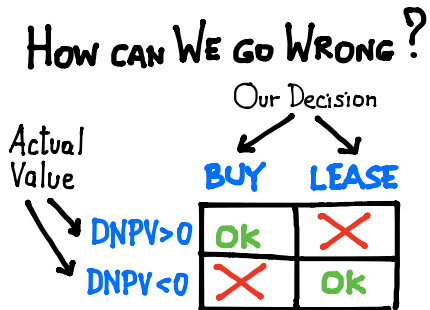 How can We go Wrong?
Our Decision
Actual
Value
BUY LEASE
DNPV>0 OK X
DNPV<0 X OK